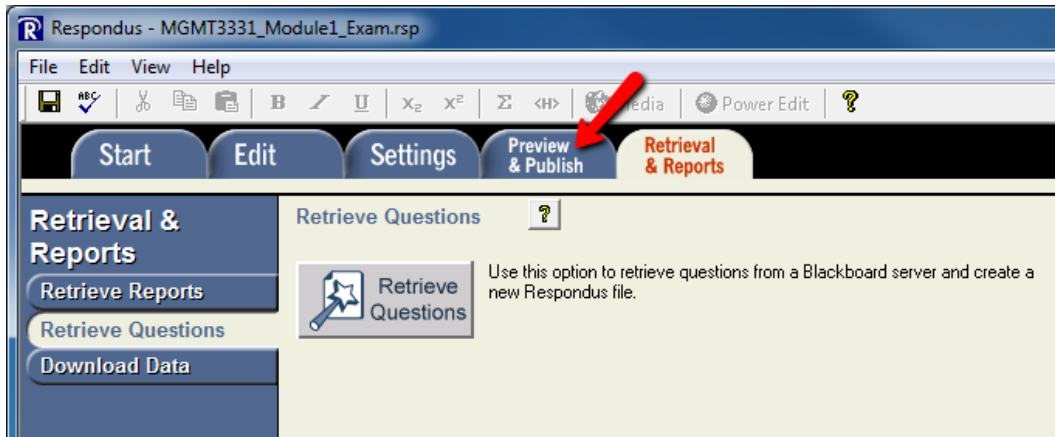 Respondus - MGMT3331_Module1_Exam.rsp
File Edit View Help
ABC B I U X₂ X² Σ <H> edia Power Edit ?
Start Edit Settings Preview & Publish Retrieval & Reports
Retrieval & Reports
Retrieve Reports
Retrieve Questions
Download Data
Retrieve Questions ?
Retrieve Questions
Use this option to retrieve questions from a Blackboard server and create a
new Respondus file.